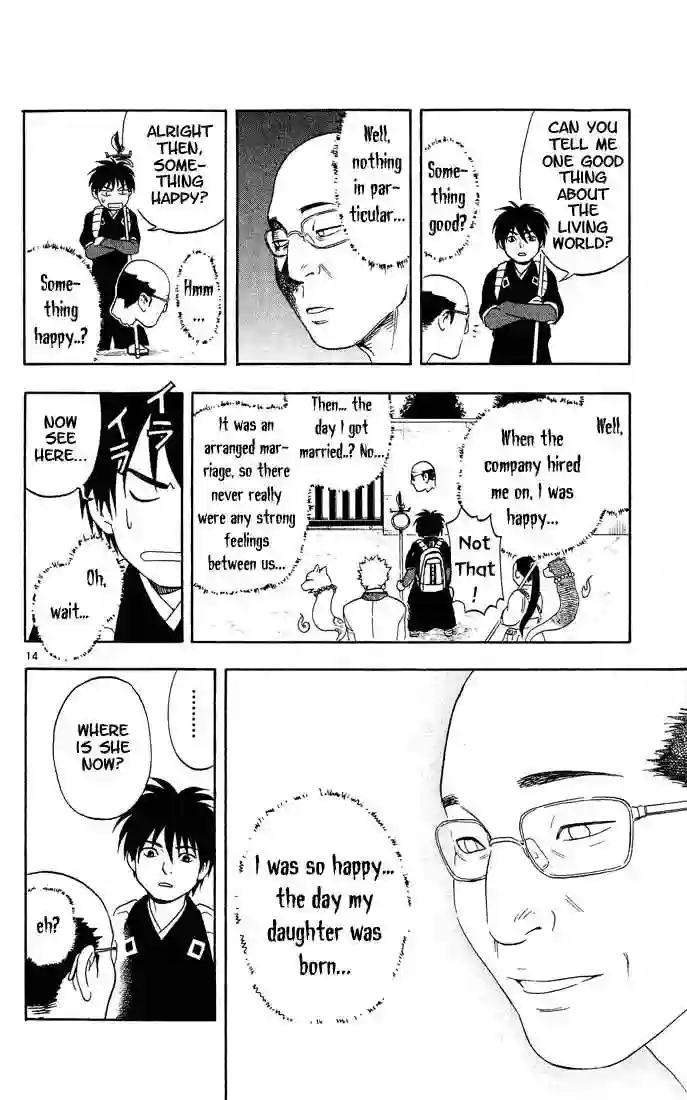 CAN YOU
TELL ME
ONE GOOD
THING
ABOUT
THE
LIVING
WORLD?
Some-
thing
good?
Well,
nothing
in par-
ticular...
ALRIGHT
THEN,
SOME-
THING
HAPPY?
Hmm
...
Some-
thing
happy..?
Well,
When the
company hired
me on, I was
happy...
Not
That
!
Then... the
day I got
married..? No...
It was an
arranged mar-
riage, so there
never really
were any strong
feelings
between us...
イラ
イラ
NOW
SEE
HERE...
Oh,
wait...
14
I was so happy...
the day my
daughter was
born...
.........
WHERE
IS SHE
NOW?
eh?